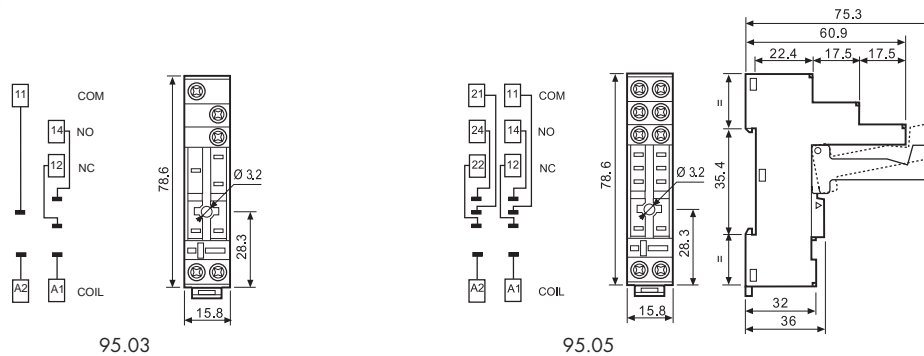 75.3
60.9
22.4 17.5 17.5
11 COM
14 NO
12 NC
78.6
Ø 3.2
28.3
A2 A1 COIL
15.8
95.03
21 11 COM
24 14 NO
22 12 NC
78.6
Ø 3.2
28.3
A2 A1 COIL
15.8
95.05
=
35.4
=
32
36